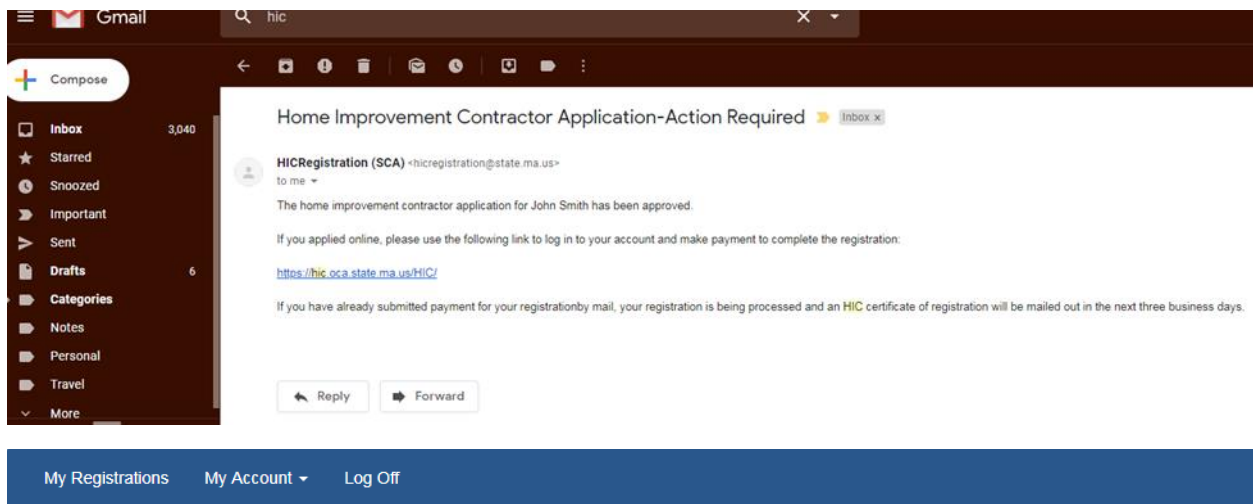 Gmail
hic
Compose
Home Improvement Contractor Application-Action Required Inbox x
Inbox 3,040
HICRegistration (SCA) <hicregistration@state.ma.us>
Starred
to me
Snoozed
The home improvement contractor application for John Smith has been approved.
Important
If you applied online, please use the following link to log in to your account and make payment to complete the registration:
Sent
Drafts 6
https://hic.oca.state.ma.us/HIC/
Categories
If you have already submitted payment for your registrationby mail, your registration is being processed and an HIC certificate of registration will be mailed out in the next three business days.
Notes
Personal
Travel
Reply Forward
More
My Registrations My Account Log Off